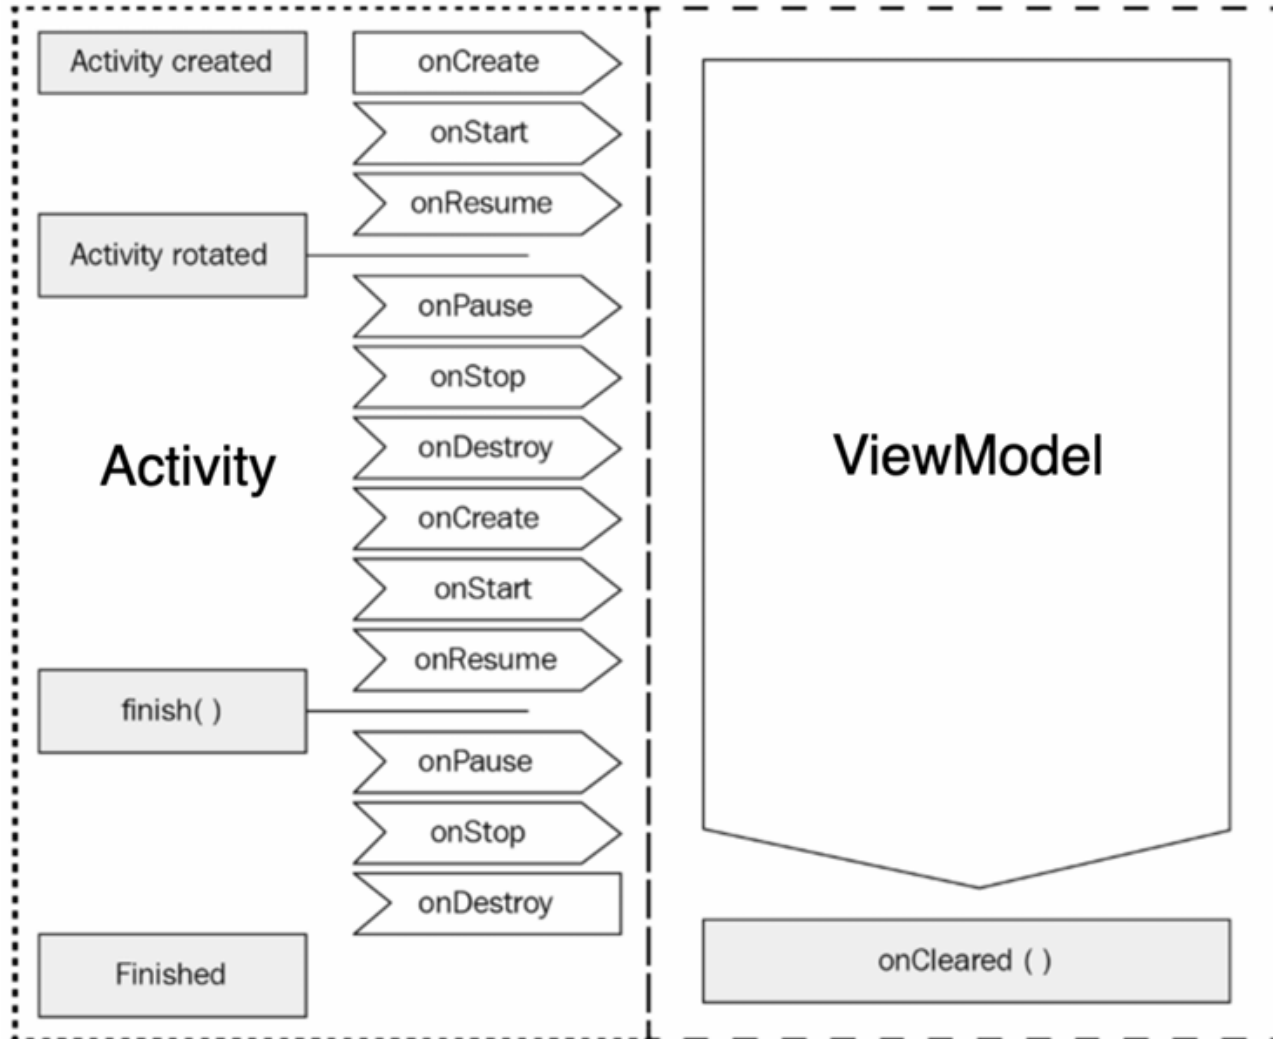 Activity created
onCreate
onStart
onResume
Activity rotated
onPause
onStop
onDestroy
Activity
onCreate
onStart
onResume
finish( )
onPause
onStop
onDestroy
Finished
ViewModel
onCleared ( )